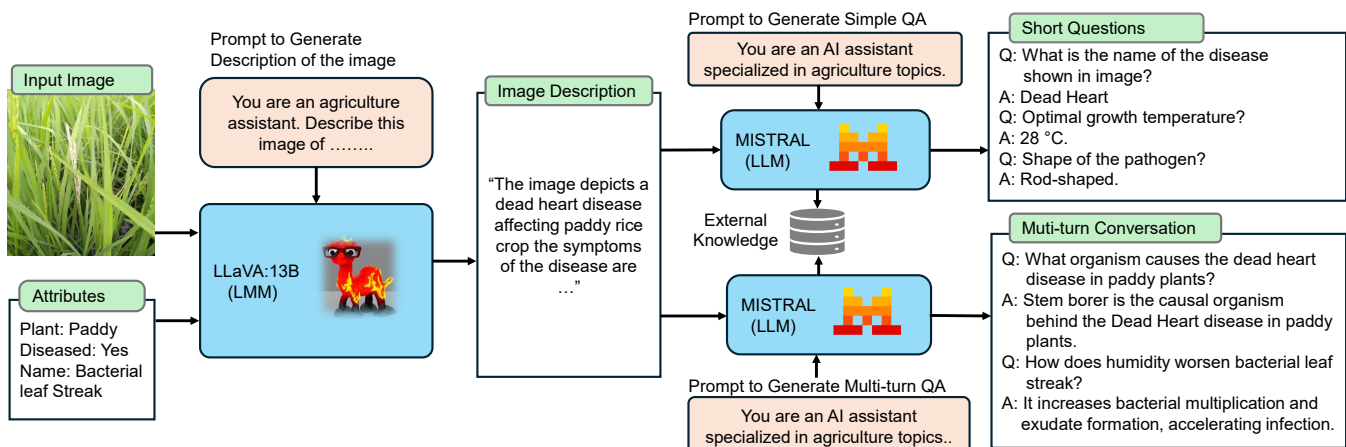 Input Image
Attributes
Plant: Paddy
Diseased: Yes
Name: Bacterial
leaf Streak
Prompt to Generate
Description of the image
You are an agriculture
assistant. Describe this
image of ……..
LLaVA:13B
(LMM)
Image Description
“The image depicts a
dead heart disease
affecting paddy rice
crop the symptoms
of the disease are
…”
Prompt to Generate Simple QA
You are an AI assistant
specialized in agriculture topics.
MISTRAL
(LLM)
External
Knowledge
MISTRAL
(LLM)
Prompt to Generate Multi-turn QA
You are an AI assistant
specialized in agriculture topics..
Short Questions
Q: What is the name of the disease
shown in image?
A: Dead Heart
Q: Optimal growth temperature?
A: 28 °C.
Q: Shape of the pathogen?
A: Rod-shaped.
Muti-turn Conversation
Q: What organism causes the dead heart
disease in paddy plants?
A: Stem borer is the causal organism
behind the Dead Heart disease in paddy
plants.
Q: How does humidity worsen bacterial leaf
streak?
A: It increases bacterial multiplication and
exudate formation, accelerating infection.